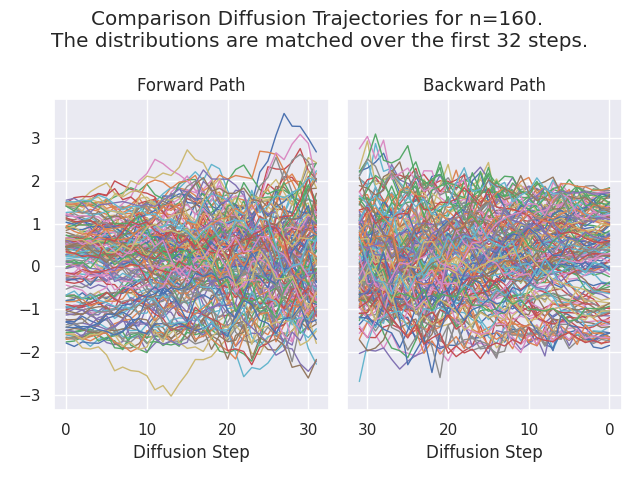 Comparison Diffusion Trajectories for n=160.
The distributions are matched over the first 32 steps.
Forward Path
Backward Path
3
2
1
0
−1
−2
−3
0 10 20 30
30 20 10 0
Diffusion Step
Diffusion Step